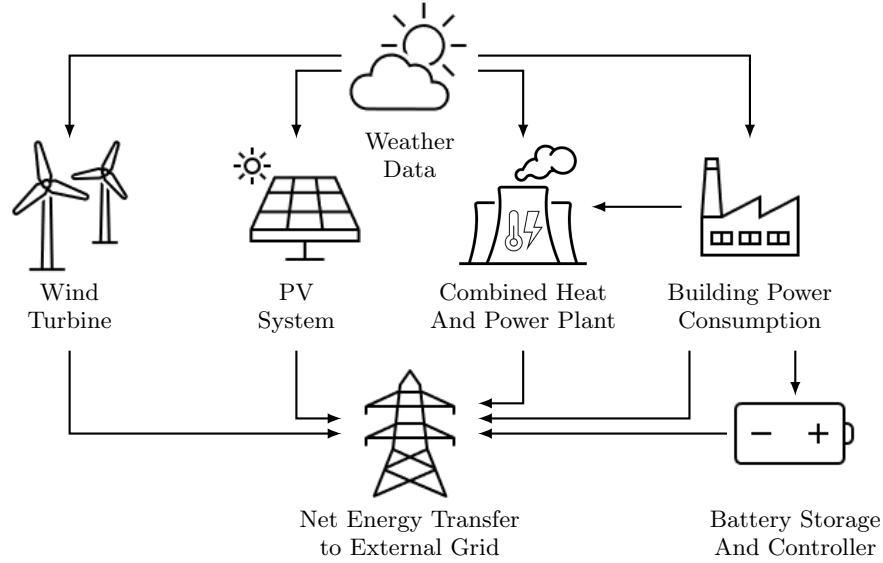 Weather
Data
Wind
Turbine
PV
System
Combined Heat
And Power Plant
Building Power
Consumption
Net Energy Transfer
to External Grid
Battery Storage
And Controller